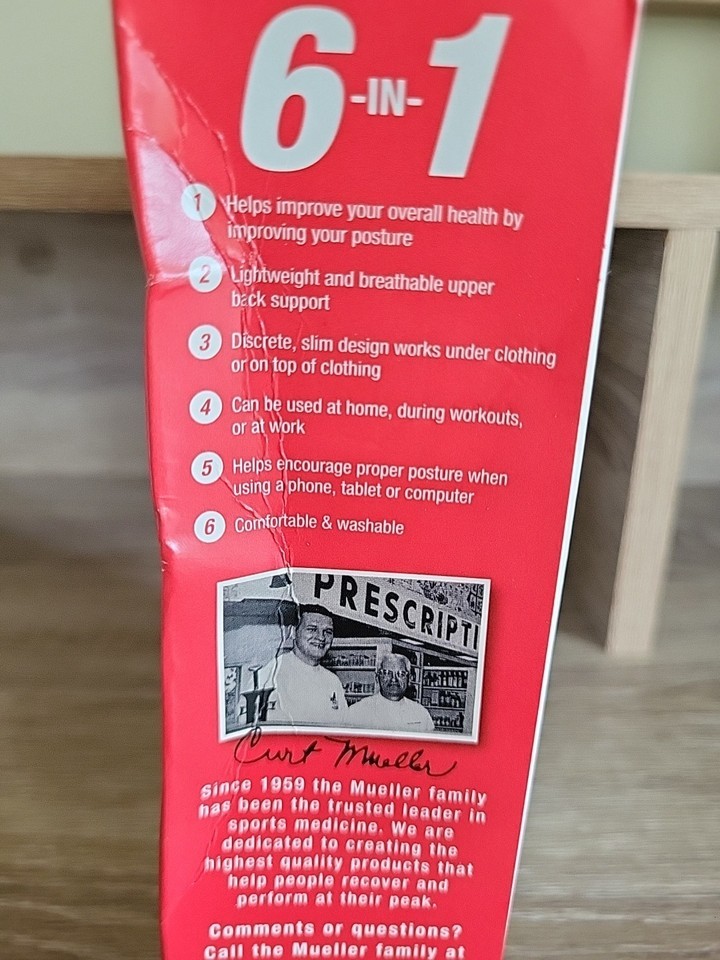 6-IN-1
1 Helps improve your overall health by
improving your posture
2 Lightweight and breathable upper
back support
3 Discrete, slim design works under clothing
or on top of clothing
4 Can be used at home, during workouts,
or at work
5 Helps encourage proper posture when
using a phone, tablet or computer
6 Comfortable & washable
PRESCRIPTI
Curt Mueller
Since 1959 the Mueller family
has been the trusted leader in
sports medicine. We are
dedicated to creating the
highest quality products that
help people recover and
perform at their peak.
Comments or questions?
Call the Mueller family at